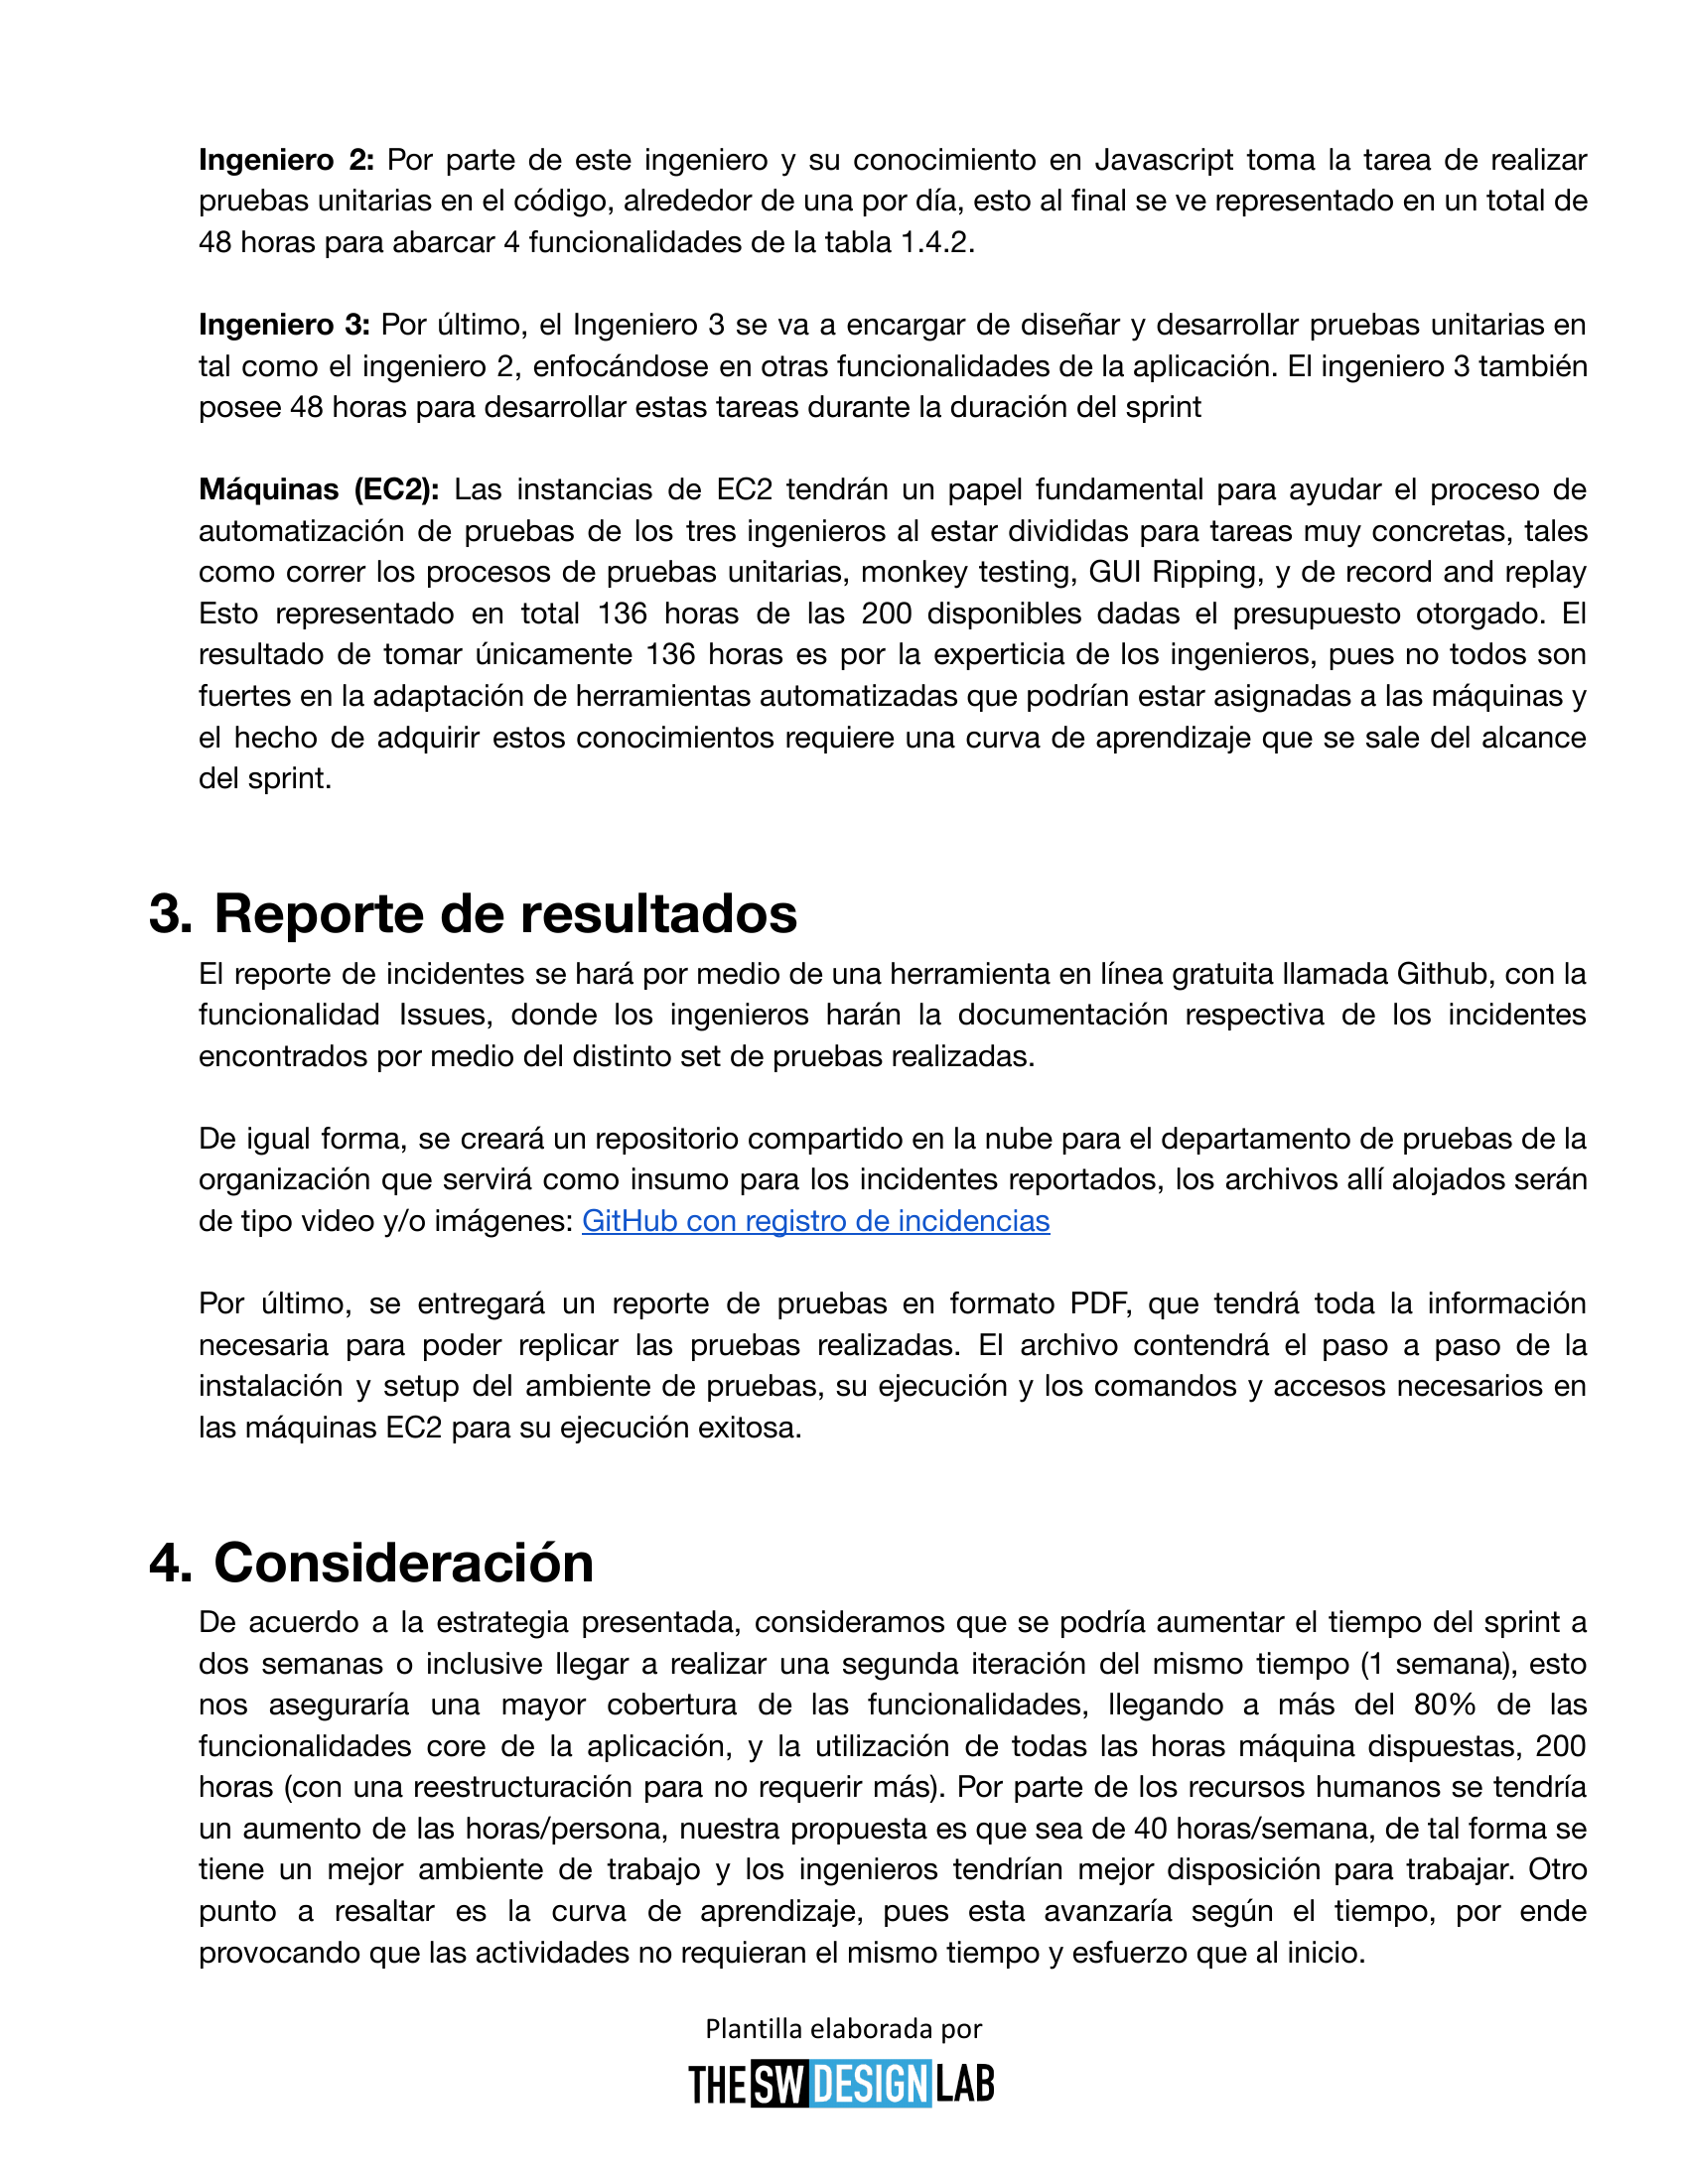 Ingeniero 2: Por parte de este ingeniero y su conocimiento en Javascript toma la tarea de realizar
pruebas unitarias en el código, alrededor de una por día, esto al final se ve representado en un total de
48 horas para abarcar 4 funcionalidades de la tabla 1.4.2.
Ingeniero 3: Por último, el Ingeniero 3 se va a encargar de diseñar y desarrollar pruebas unitarias en
tal como el ingeniero 2, enfocándose en otras funcionalidades de la aplicación. El ingeniero 3 también
posee 48 horas para desarrollar estas tareas durante la duración del sprint
Máquinas (EC2): Las instancias de EC2 tendrán un papel fundamental para ayudar el proceso de
automatización de pruebas de los tres ingenieros al estar divididas para tareas muy concretas, tales
como correr los procesos de pruebas unitarias, monkey testing, GUI Ripping, y de record and replay
Esto representado en total 136 horas de las 200 disponibles dadas el presupuesto otorgado. El
resultado de tomar únicamente 136 horas es por la experticia de los ingenieros, pues no todos son
fuertes en la adaptación de herramientas automatizadas que podrían estar asignadas a las máquinas y
el hecho de adquirir estos conocimientos requiere una curva de aprendizaje que se sale del alcance
del sprint.
3. Reporte de resultados
El reporte de incidentes se hará por medio de una herramienta en línea gratuita llamada Github, con la
funcionalidad Issues, donde los ingenieros harán la documentación respectiva de los incidentes
encontrados por medio del distinto set de pruebas realizadas.
De igual forma, se creará un repositorio compartido en la nube para el departamento de pruebas de la
organización que servirá como insumo para los incidentes reportados, los archivos allí alojados serán
de tipo video y/o imágenes: GitHub con registro de incidencias
Por último, se entregará un reporte de pruebas en formato PDF, que tendrá toda la información
necesaria para poder replicar las pruebas realizadas. El archivo contendrá el paso a paso de la
instalación y setup del ambiente de pruebas, su ejecución y los comandos y accesos necesarios en
las máquinas EC2 para su ejecución exitosa.
4. Consideración
De acuerdo a la estrategia presentada, consideramos que se podría aumentar el tiempo del sprint a
dos semanas o inclusive llegar a realizar una segunda iteración del mismo tiempo (1 semana), esto
nos aseguraría una mayor cobertura de las funcionalidades, llegando a más del 80% de las
funcionalidades core de la aplicación, y la utilización de todas las horas máquina dispuestas, 200
horas (con una reestructuración para no requerir más). Por parte de los recursos humanos se tendría
un aumento de las horas/persona, nuestra propuesta es que sea de 40 horas/semana, de tal forma se
tiene un mejor ambiente de trabajo y los ingenieros tendrían mejor disposición para trabajar. Otro
punto a resaltar es la curva de aprendizaje, pues esta avanzaría según el tiempo, por ende
provocando que las actividades no requieran el mismo tiempo y esfuerzo que al inicio.
Plantilla elaborada por
THE SW DESIGN LAB